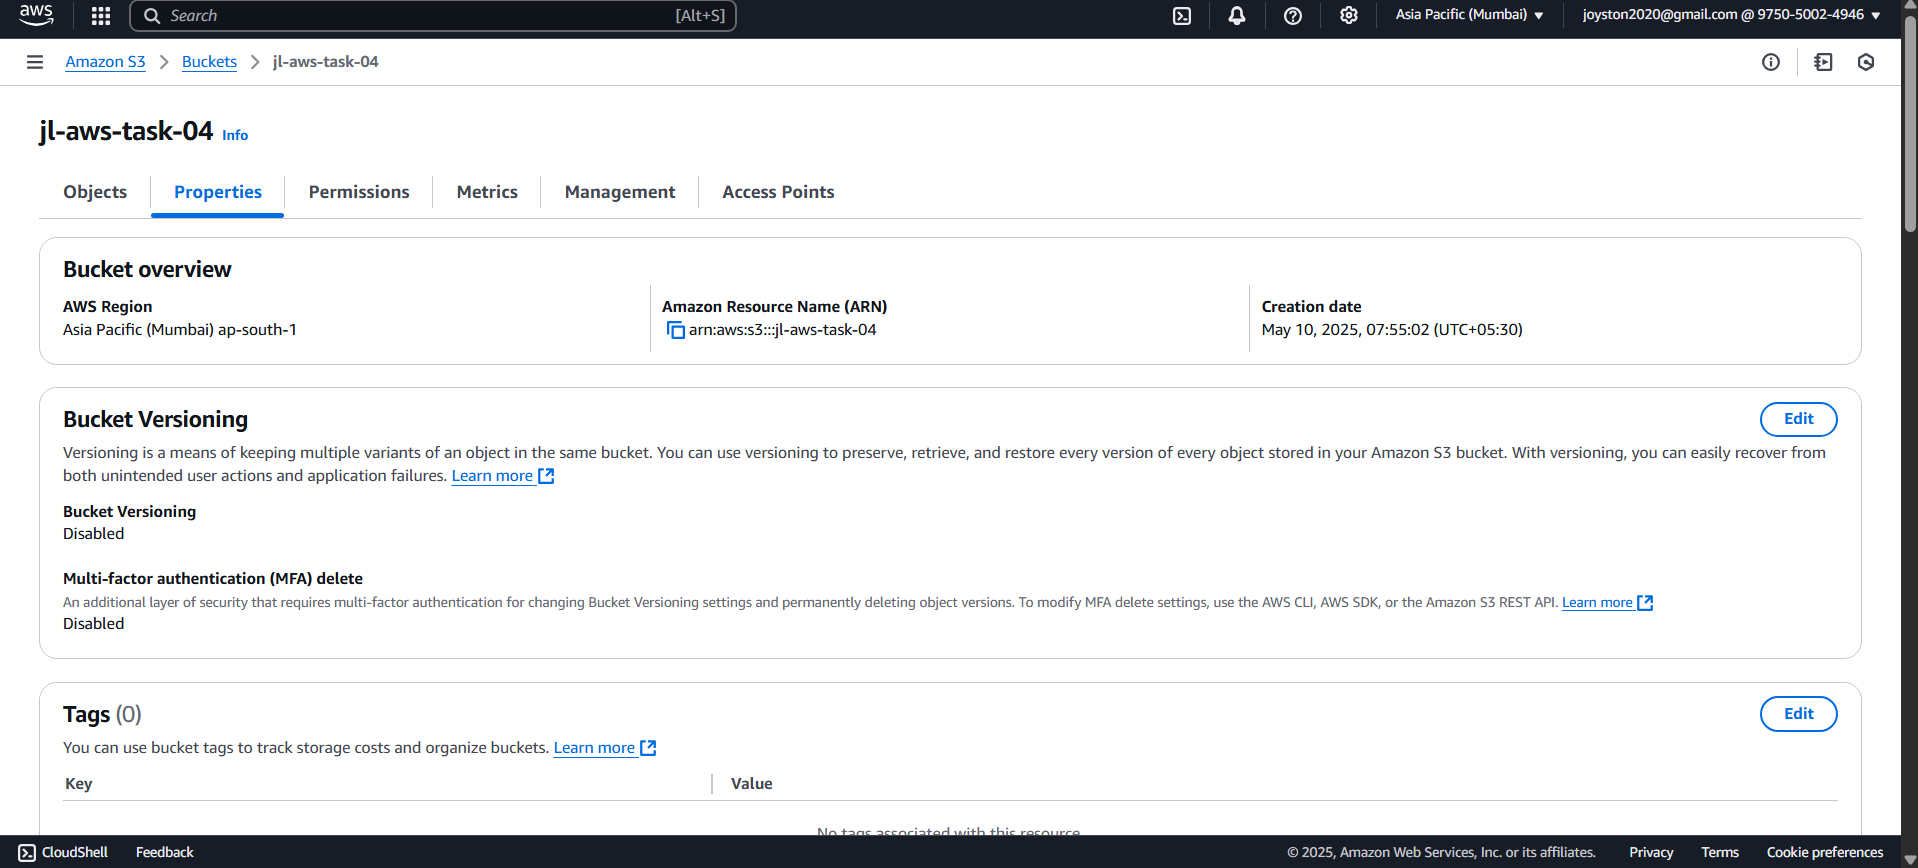 aws
Search [Alt+S]
Asia Pacific (Mumbai) joyston2020@gmail.com @ 9750-5002-4946
Amazon S3 Buckets jl-aws-task-04
jl-aws-task-04 Info
Objects Properties Permissions Metrics Management Access Points
Bucket overview
AWS Region
Asia Pacific (Mumbai) ap-south-1
Amazon Resource Name (ARN)
arn:aws:s3:::jl-aws-task-04
Creation date
May 10, 2025, 07:55:02 (UTC+05:30)
Bucket Versioning
Edit
Versioning is a means of keeping multiple variants of an object in the same bucket. You can use versioning to preserve, retrieve, and restore every version of every object stored in your Amazon S3 bucket. With versioning, you can easily recover from
both unintended user actions and application failures. Learn more
Bucket Versioning
Disabled
Multi-factor authentication (MFA) delete
An additional layer of security that requires multi-factor authentication for changing Bucket Versioning settings and permanently deleting object versions. To modify MFA delete settings, use the AWS CLI, AWS SDK, or the Amazon S3 REST API. Learn more
Disabled
Tags (0)
Edit
You can use bucket tags to track storage costs and organize buckets. Learn more
Key Value
No tags associated with this resource
CloudShell Feedback © 2025, Amazon Web Services, Inc. or its affiliates. Privacy Terms Cookie preferences